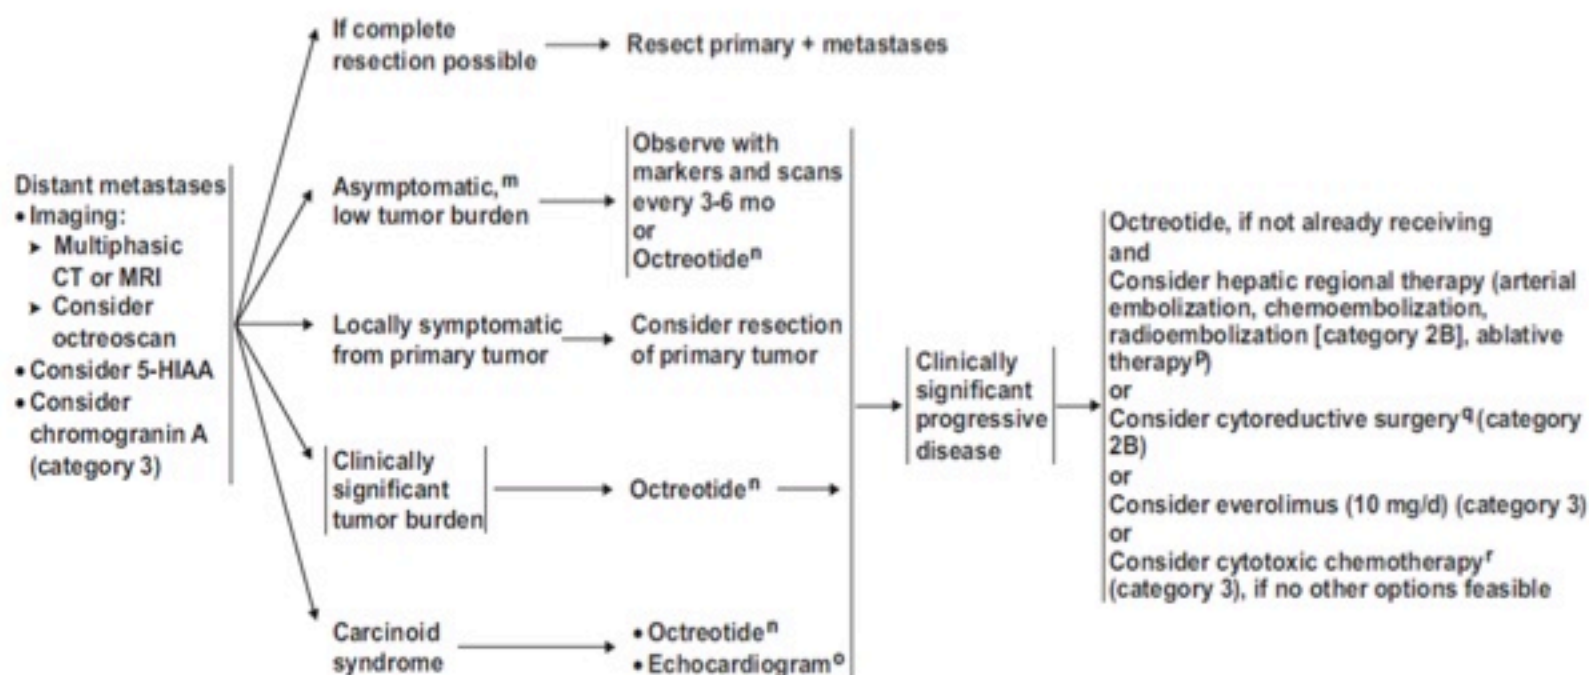 If complete
resection possible
Resect primary + metastases
Distant metastases
• Imaging:
➤ Multiphasic
CT or MRI
➤ Consider
octreoscan
• Consider 5-HIAA
• Consider
chromogranin A
(category 3)
Asymptomatic,ᵐ
low tumor burden
Observe with
markers and scans
every 3-6 mo
or
Octreotideⁿ
Locally symptomatic
from primary tumor
Consider resection
of primary tumor
Clinically
significant
tumor burden
Octreotideⁿ
Carcinoid
syndrome
• Octreotideⁿ
• Echocardiogramᵒ
Clinically
significant
progressive
disease
Octreotide, if not already receiving
and
Consider hepatic regional therapy (arterial
embolization, chemoembolization,
radioembolization [category 2B], ablative
therapyᵖ)
or
Consider cytoreductive surgery𐞥 (category
2B)
or
Consider everolimus (10 mg/d) (category 3)
or
Consider cytotoxic chemotherapyʳ
(category 3), if no other options feasible